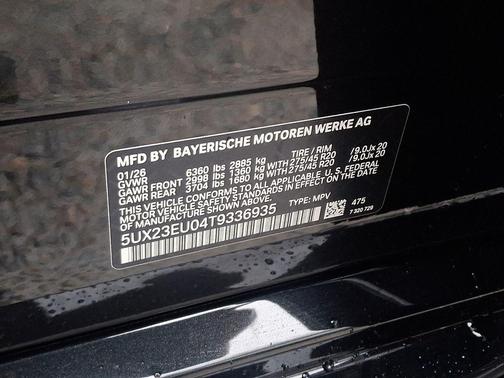 MFD BY BAYERISCHE MOTOREN WERKE AG
01/26 TIRE / RIM
GVWR 6360 lbs 2885 kg
GAWR FRONT 2998 lbs 1360 kg WITH 275/45 R20 /9.0Jx 20
GAWR REAR 3704 lbs 1680 kg WITH 275/45 R20 /9.0Jx 20
THIS VEHICLE CONFORMS TO ALL APPLICABLE U. S. FEDERAL
MOTOR VEHICLE SAFETY STANDARDS IN EFFECT ON THE DATE
OF MANUFACTURE SHOWN ABOVE.
5UX23EU04T9336935 TYPE: MPV 475
7 320 729